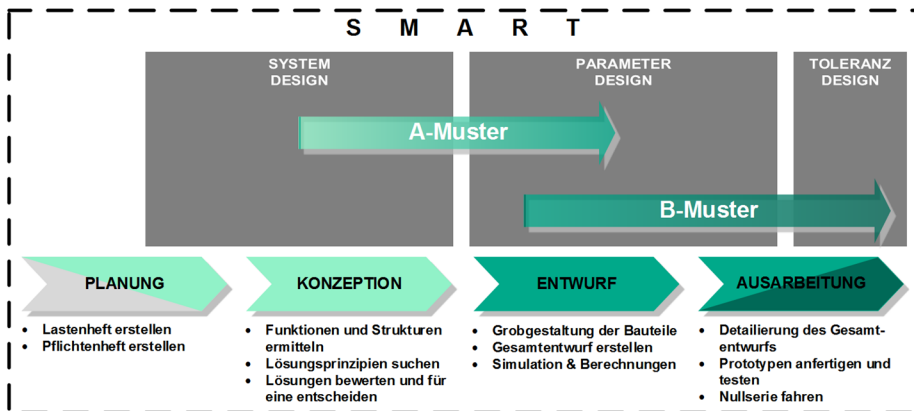 S M A R T
SYSTEM
DESIGN
PARAMETER
DESIGN
TOLERANZ
DESIGN
A-Muster
B-Muster
PLANUNG
• Lastenheft erstellen
• Pflichtenheft erstellen
KONZEPTION
• Funktionen und Strukturen
ermitteln
• Lösungsprinzipien suchen
• Lösungen bewerten und für
eine entscheiden
ENTWURF
• Grobgestaltung der Bauteile
• Gesamtentwurf erstellen
• Simulation & Berechnungen
AUSARBEITUNG
• Detailierung des Gesamt-
entwurfs
• Prototypen anfertigen und
testen
• Nullserie fahren